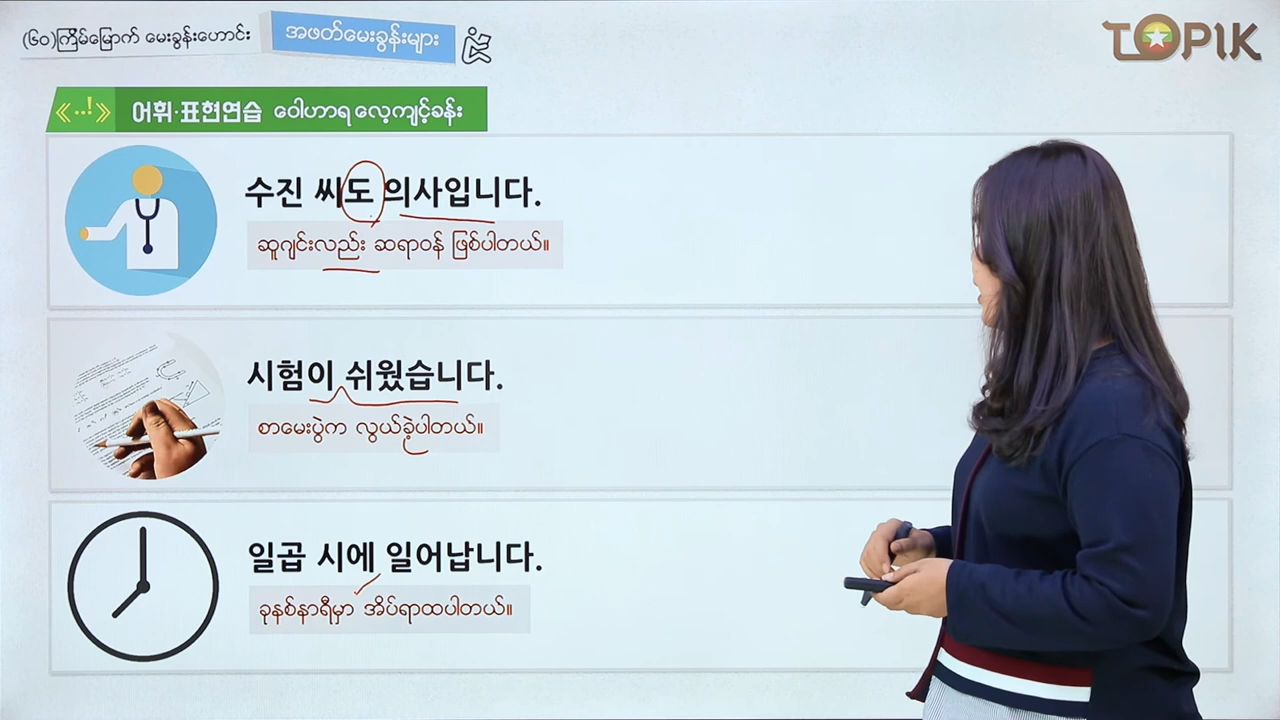 (၆၀)ကြိမ်မြောက် မေးခွန်းဟောင်း
အဖတ်မေးခွန်းများ
TOPIK
어휘·표현연습 ဝေါဟာရ လေ့ကျင့်ခန်း
수진 씨도 의사입니다.
ဆူဂျင်းလည်း ဆရာဝန် ဖြစ်ပါတယ်။
시험이 쉬웠습니다.
စာမေးပွဲက လွယ်ခဲ့ပါတယ်။
일곱 시에 일어납니다.
ခုနစ်နာရီမှာ အိပ်ရာထပါတယ်။